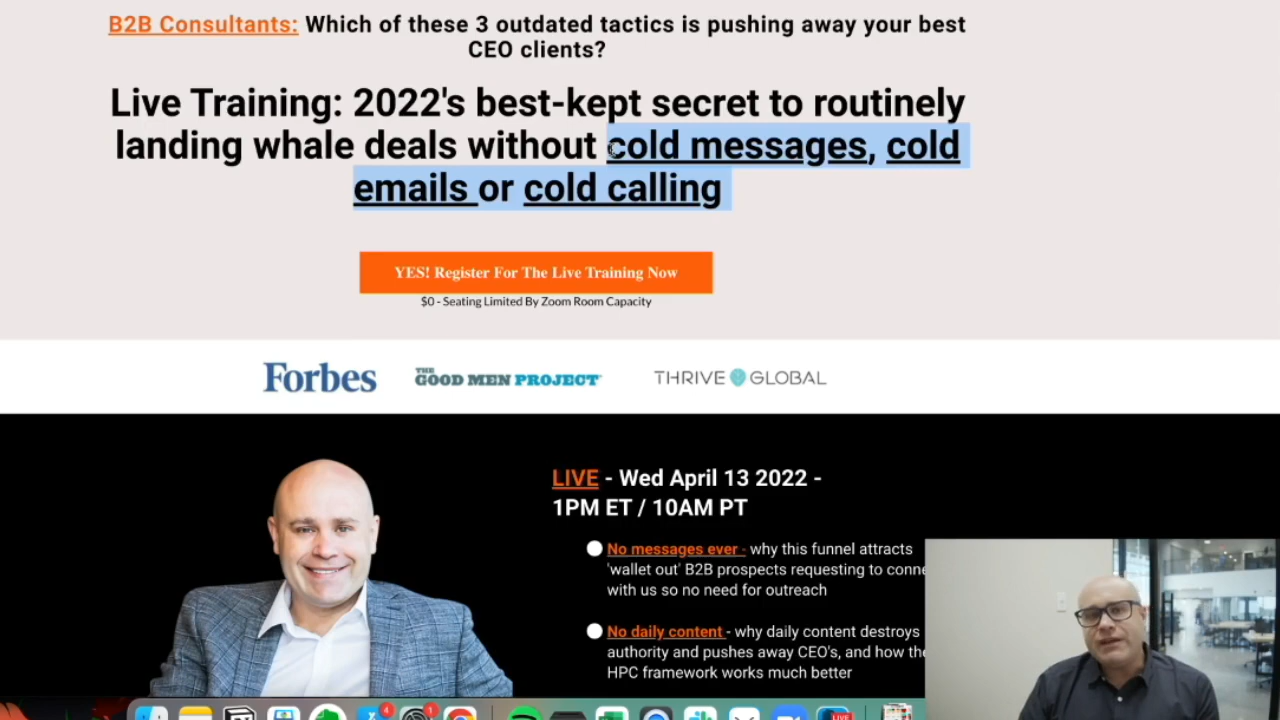 B2B Consultants: Which of these 3 outdated tactics is pushing away your best
CEO clients?
Live Training: 2022's best-kept secret to routinely
landing whale deals without cold messages, cold
emails or cold calling
YES! Register For The Live Training Now
$0 - Seating Limited By Zoom Room Capacity
Forbes
THE
GOOD MEN PROJECT
THRIVE GLOBAL
LIVE - Wed April 13 2022 -
1PM ET / 10AM PT
No messages ever - why this funnel attracts
'wallet out' B2B prospects requesting to conne
with us so no need for outreach
No daily content - why daily content destroys
authority and pushes away CEO's, and how the
HPC framework works much better
4
1
LIVE